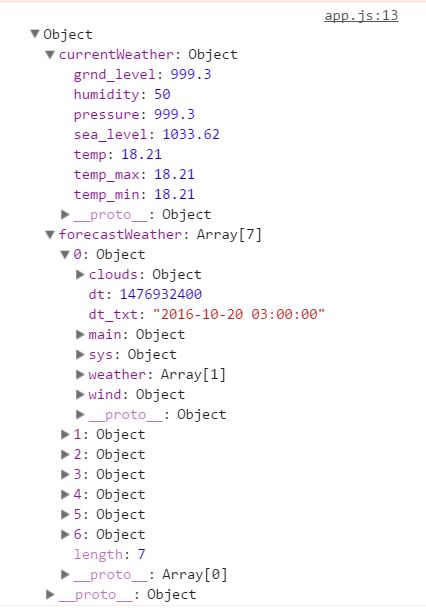 app.js:13
Object
currentWeather: Object
grnd_level: 999.3
humidity: 50
pressure: 999.3
sea_level: 1033.62
temp: 18.21
temp_max: 18.21
temp_min: 18.21
__proto__: Object
forecastWeather: Array[7]
0: Object
clouds: Object
dt: 1476932400
dt_txt: "2016-10-20 03:00:00"
main: Object
sys: Object
weather: Array[1]
wind: Object
__proto__: Object
1: Object
2: Object
3: Object
4: Object
5: Object
6: Object
length: 7
__proto__: Array[0]
__proto__: Object